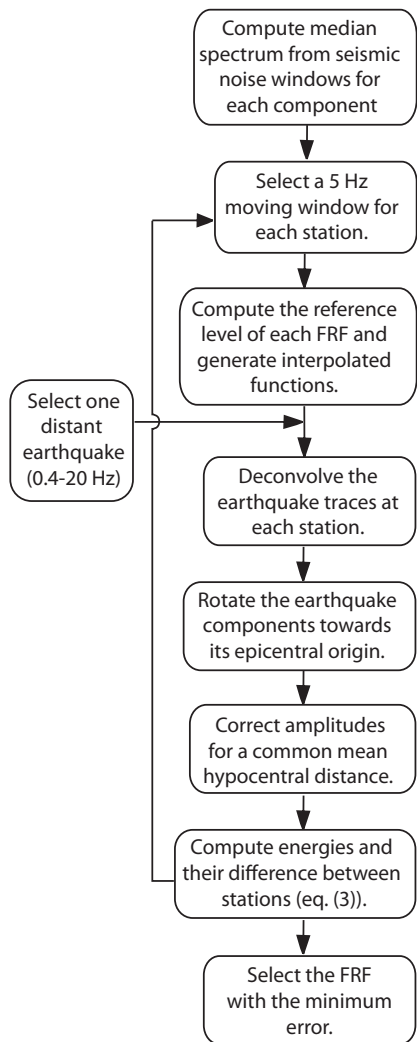 Compute median
spectrum from seismic
noise windows for
each component
Select a 5 Hz
moving window for
each station.
Compute the reference
level of each FRF and
generate interpolated
functions.
Select one
distant
earthquake
(0.4-20 Hz)
Deconvolve the
earthquake traces at
each station.
Rotate the earthquake
components towards
its epicentral origin.
Correct amplitudes
for a common mean
hypocentral distance.
Compute energies and
their difference between
stations (eq. (3)).
Select the FRF
with the minimum
error.